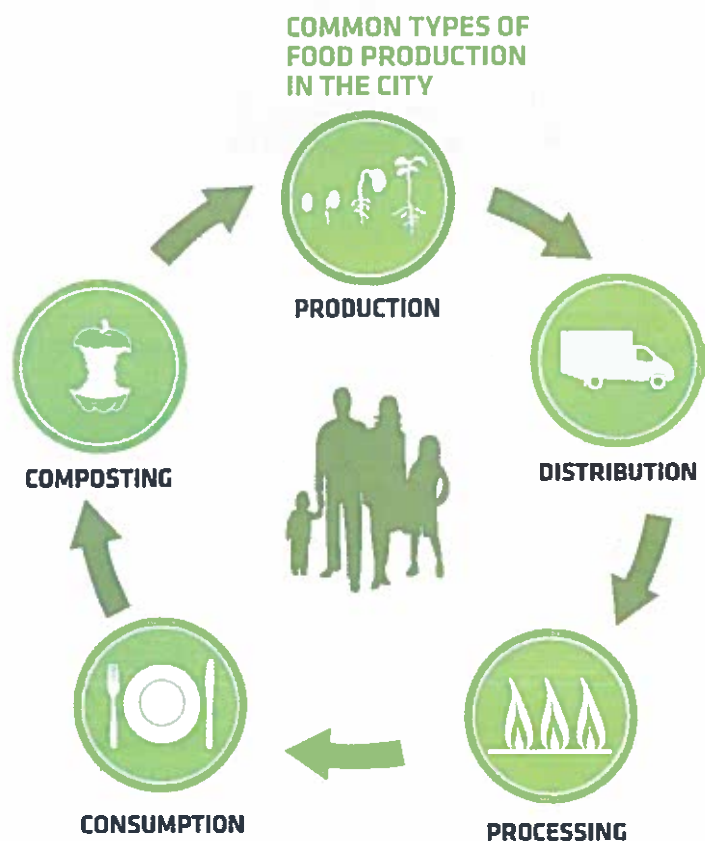 COMMON TYPES OF
FOOD PRODUCTION
IN THE CITY
PRODUCTION
DISTRIBUTION
PROCESSING
CONSUMPTION
COMPOSTING